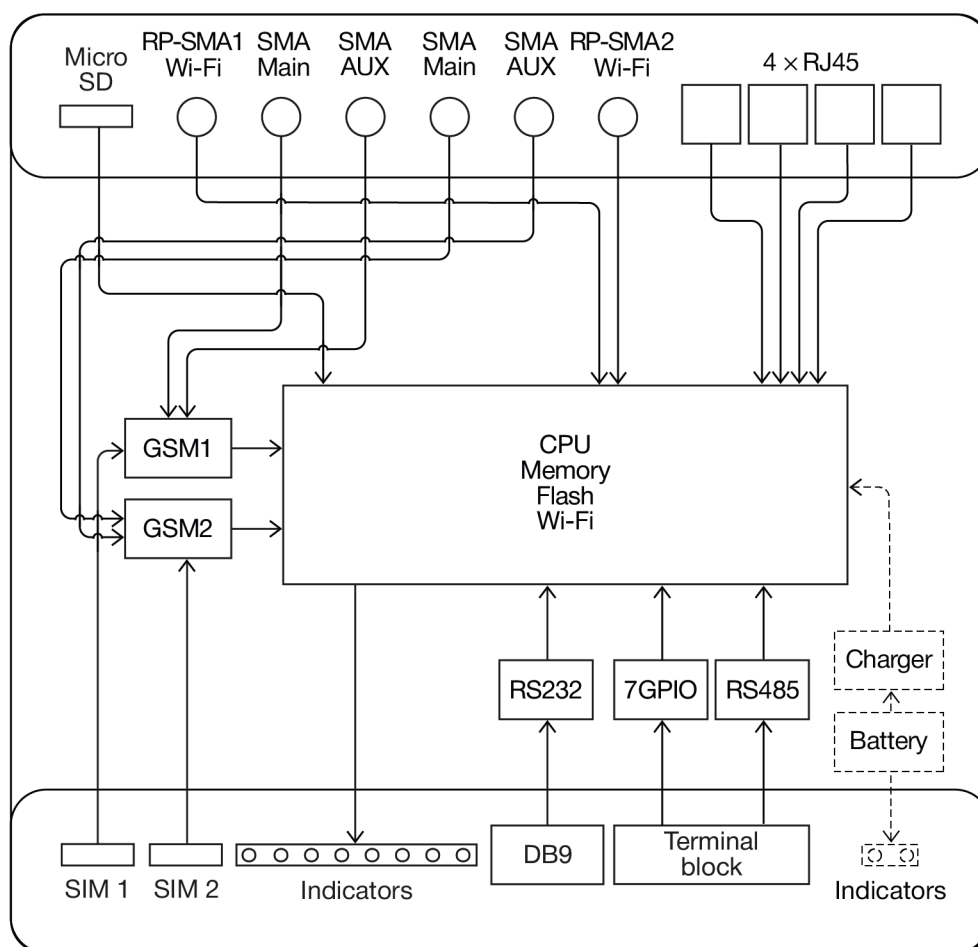 Micro
SD
RP-SMA1
Wi-Fi
SMA
Main
SMA
AUX
SMA
Main
SMA
AUX
RP-SMA2
Wi-Fi
4 × RJ45
GSM1
GSM2
CPU
Memory
Flash
Wi-Fi
Charger
RS232
7GPIO
RS485
Battery
DB9
Terminal
block
SIM 1
SIM 2
Indicators
Indicators